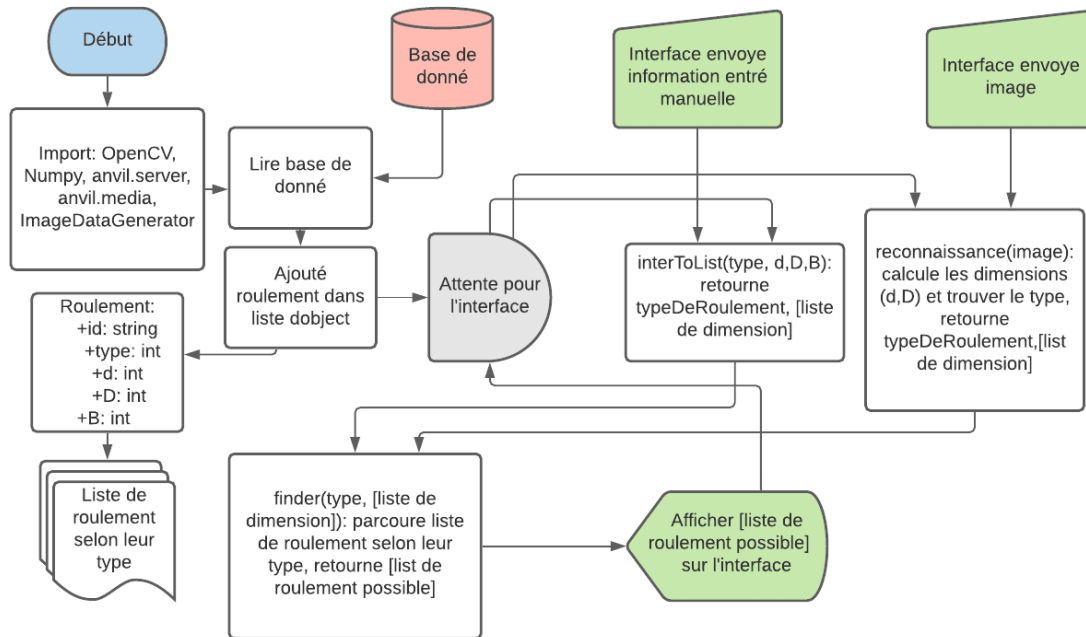 Début
Base de
donné
Interface envoye
information entré
manuelle
Interface envoye
image
Import: OpenCV,
Numpy, anvil.server,
anvil.media,
ImageDataGenerator
Lire base de
donné
Ajouté
roulement dans
liste dobject
Attente pour
l'interface
interToList(type, d,D,B):
retourne
typeDeRoulement, [liste
de dimension]
reconnaissance(image):
calcule les dimensions
(d,D) et trouver le type,
retourne
typeDeRoulement,[list
de dimension]
Roulement:
+id: string
+type: int
+d: int
+D: int
+B: int
Liste de
roulement
selon leur
type
finder(type, [liste de
dimension]): parcoure liste
de roulement selon leur
type, retourne [list de
roulement possible]
Afficher [liste de
roulement possible]
sur l'interface